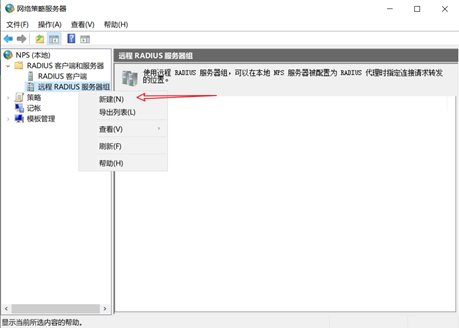 网络策略服务器
文件(F) 操作(A) 查看(V) 帮助(H)
NPS (本地)
RADIUS 客户端和服务器
RADIUS 客户端
远程 RADIUS 服务器组
策略
记帐
模板管理
新建(N)
导出列表(L)
查看(V)
刷新(F)
帮助(H)
远程 RADIUS 服务器组
使用远程 RADIUS 服务器组，可以在本地 NPS 服务器被配置为 RADIUS 代理时指定连接请求转发
的位置。
显示当前所选内容的帮助。